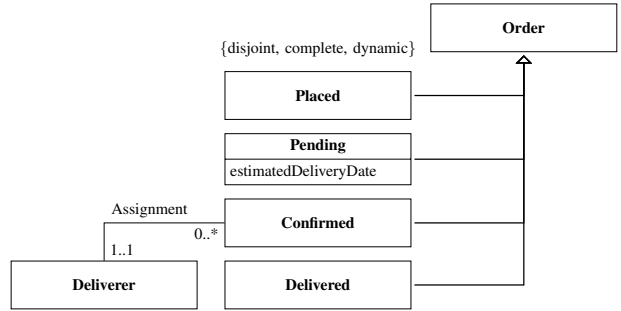 Order
{disjoint, complete, dynamic}
Placed
Pending
estimatedDeliveryDate
Assignment
Confirmed
0..*
1..1
Deliverer
Delivered